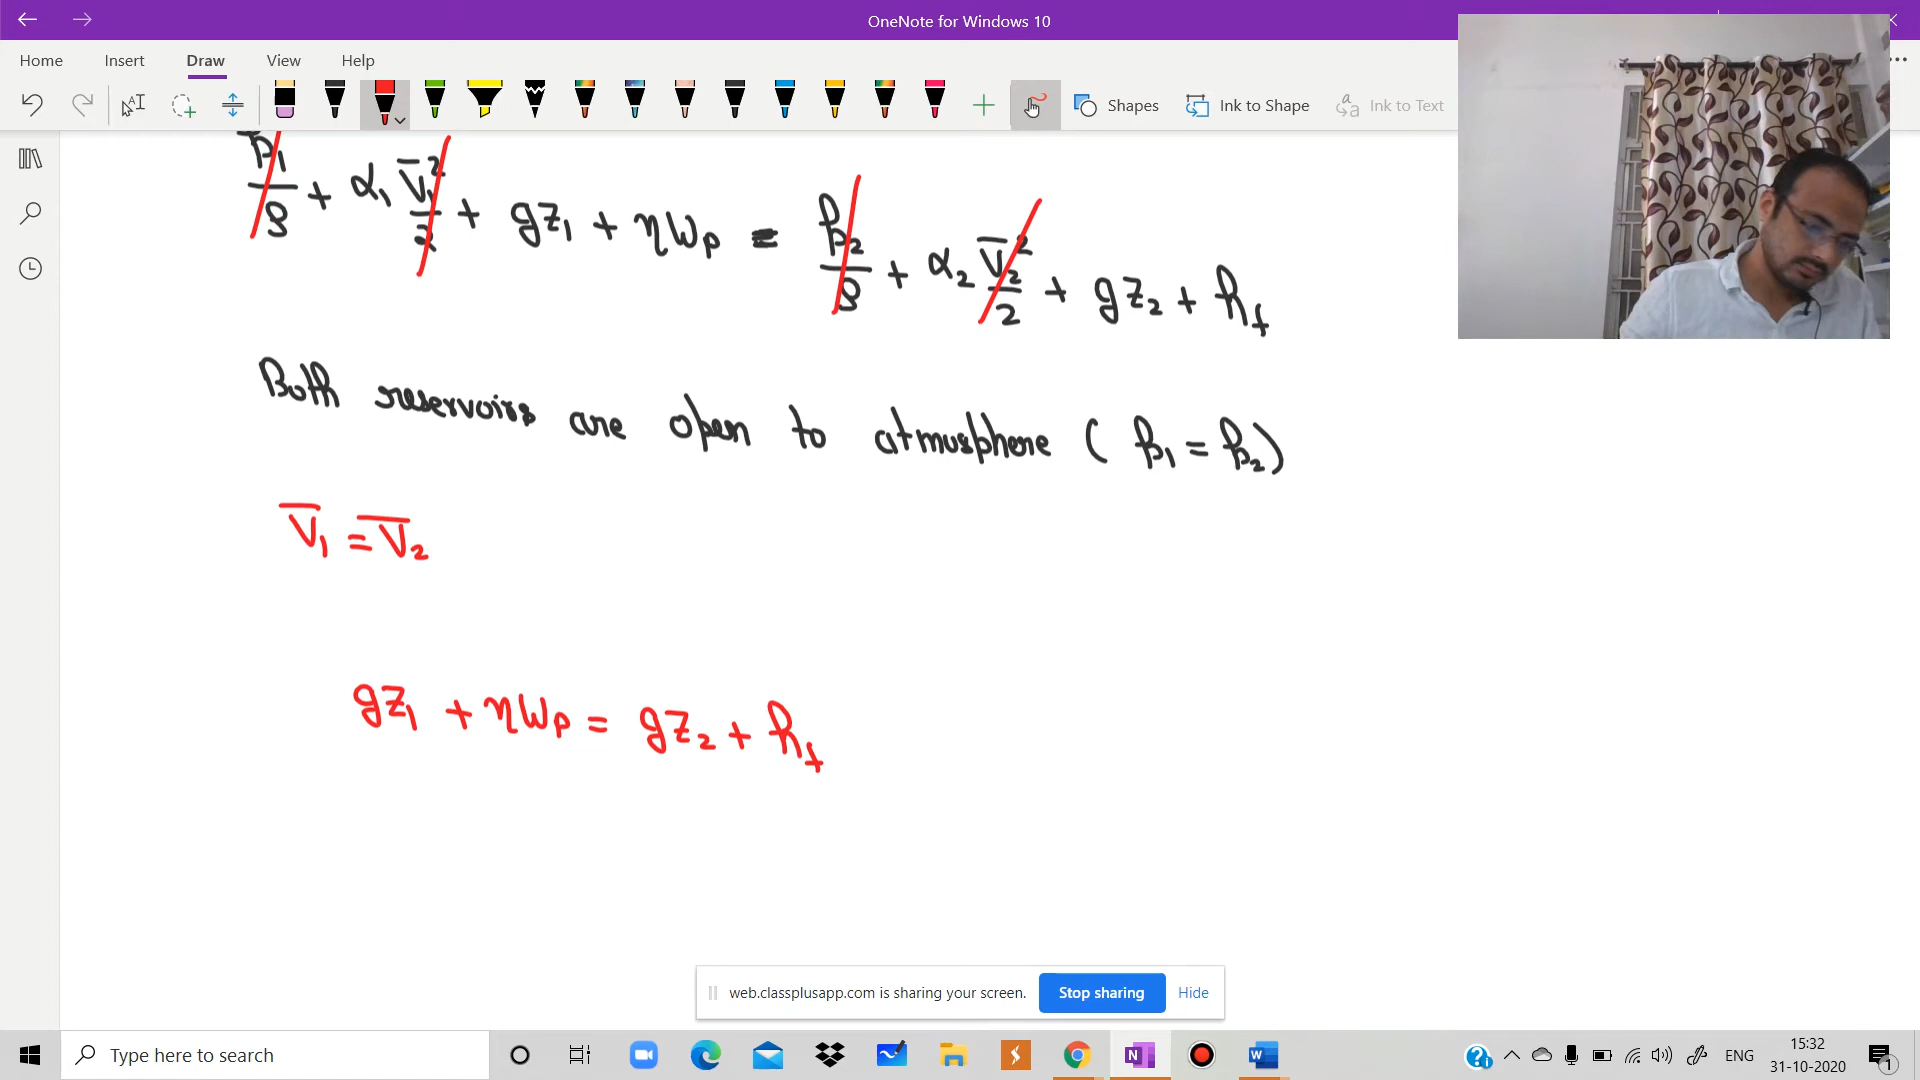 OneNote for Windows 10
Home Insert Draw View Help
Shapes Ink to Shape Ink to Text
p₁/ρ + α₁ V̅₁²/2 + gz₁ + ηWp = p₂/ρ + α₂ V̅₂²/2 + gz₂ + hf
Both reservoirs are open to atmosphere ( p₁ = p₂)
V̅₁ = V̅₂
gz₁ + ηWp = gz₂ + hf
web.classplusapp.com is sharing your screen. Stop sharing Hide
Type here to search
ENG
15:32
31-10-2020
1